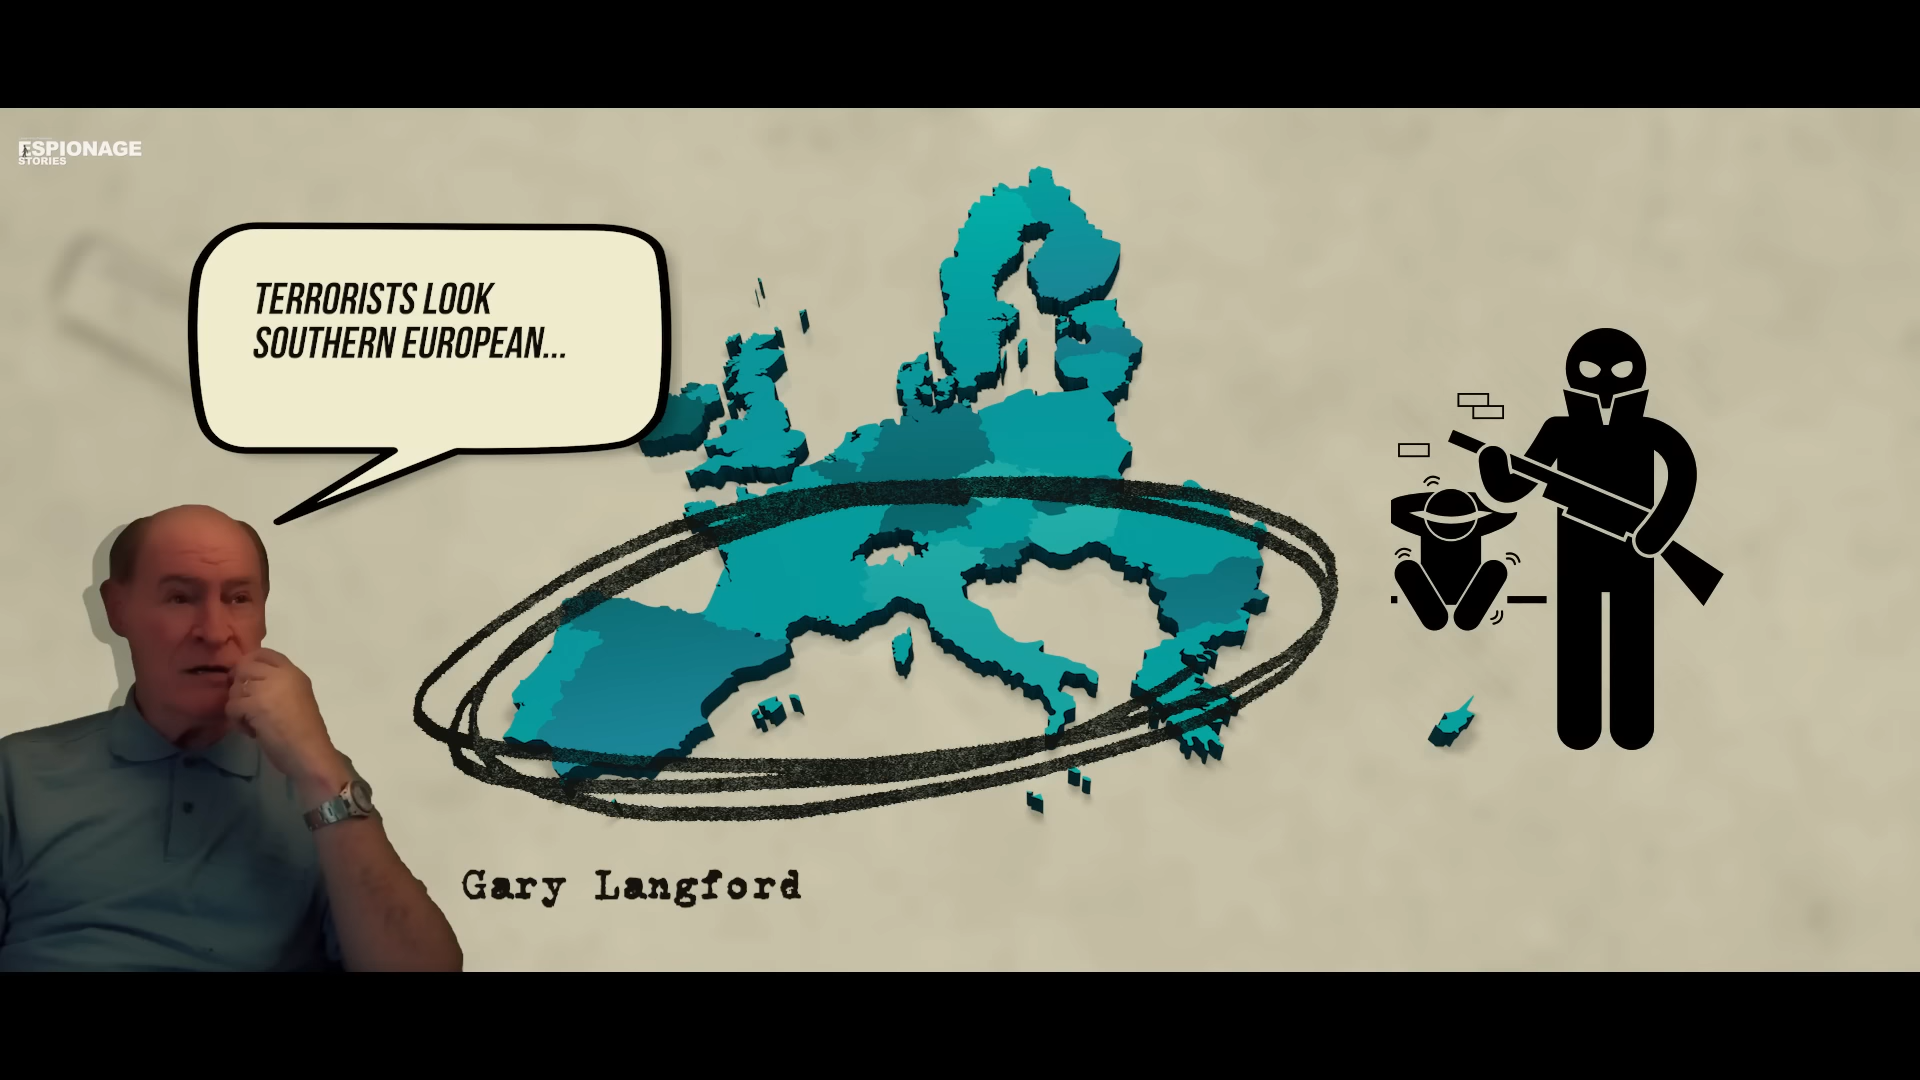 ESPIONAGE
STORIES
TERRORISTS LOOK
SOUTHERN EUROPEAN...
Gary Langford